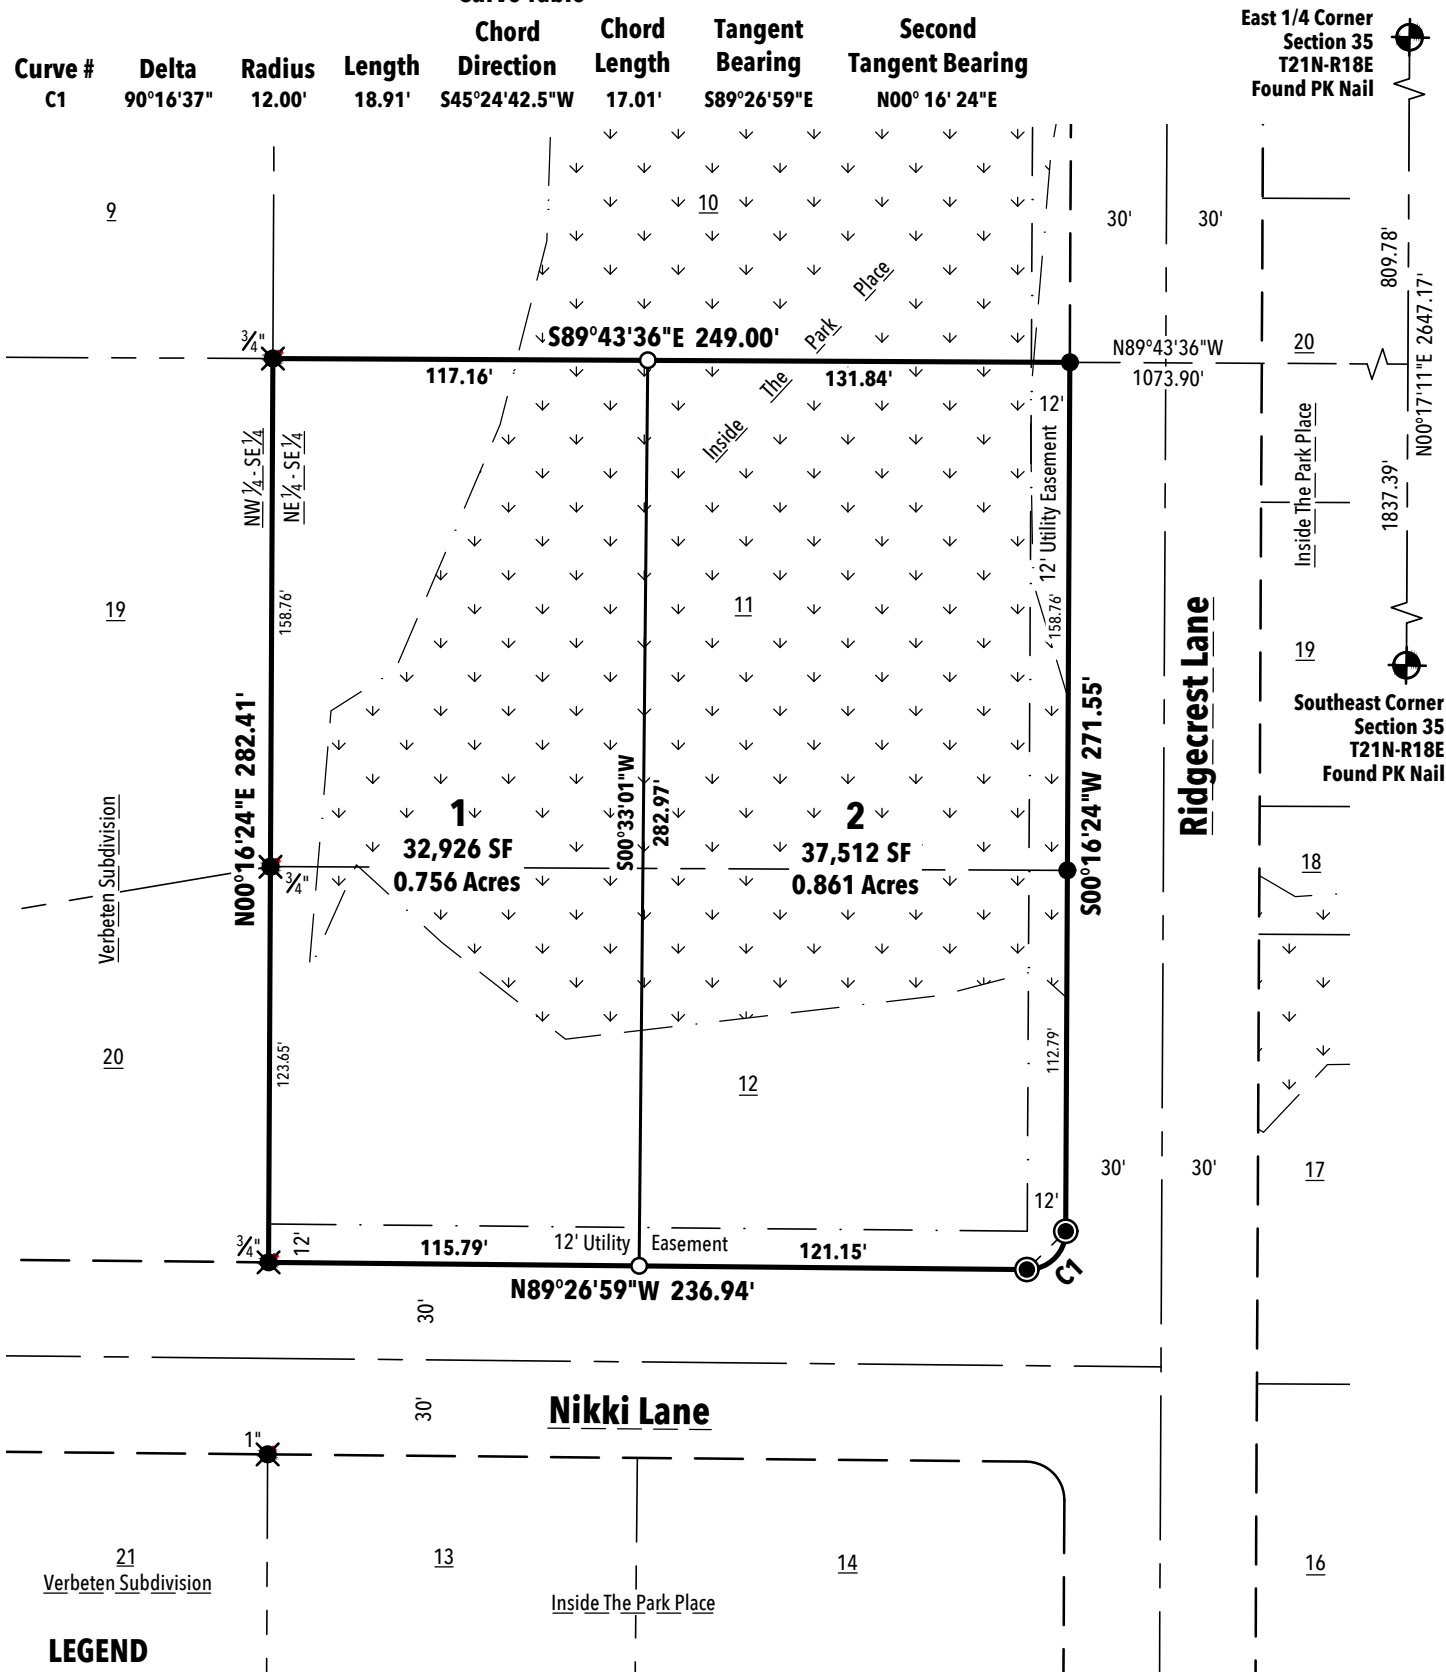 Curve Table
Curve #
Delta
Radius
Length
Chord
Direction
Chord
Length
Tangent
Bearing
Second
Tangent Bearing
C1
90°16'37"
12.00'
18.91'
S45°24'42.5"W
17.01'
S89°26'59"E
N00° 16' 24"E
East 1/4 Corner
Section 35
T21N-R18E
Found PK Nail
9
10
30'
30'
809.78'
N00°17'11"E 2647.17'
1837.39'
Inside The Park Place
3/4"
S89°43'36"E 249.00'
117.16'
131.84'
N89°43'36"W
1073.90'
20
12'
NW 1/4 - SE 1/4
NE 1/4 - SE 1/4
12' Utility Easement
Inside The Park Place
19
158.76'
11
158.76'
19
Ridgecrest Lane
Southeast Corner
Section 35
T21N-R18E
Found PK Nail
N00°16'24"E 282.41'
S00°33'01"W
282.97'
S00°16'24"W 271.55'
Verbeten Subdivision
1
32,926 SF
0.756 Acres
2
37,512 SF
0.861 Acres
18
3/4"
20
123.65'
12
112.79'
30'
30'
17
12'
3/4"
12'
115.79'
12' Utility Easement
121.15'
C1
N89°26'59"W 236.94'
30'
30'
Nikki Lane
1"
21
Verbeten Subdivision
13
14
16
Inside The Park Place
LEGEND